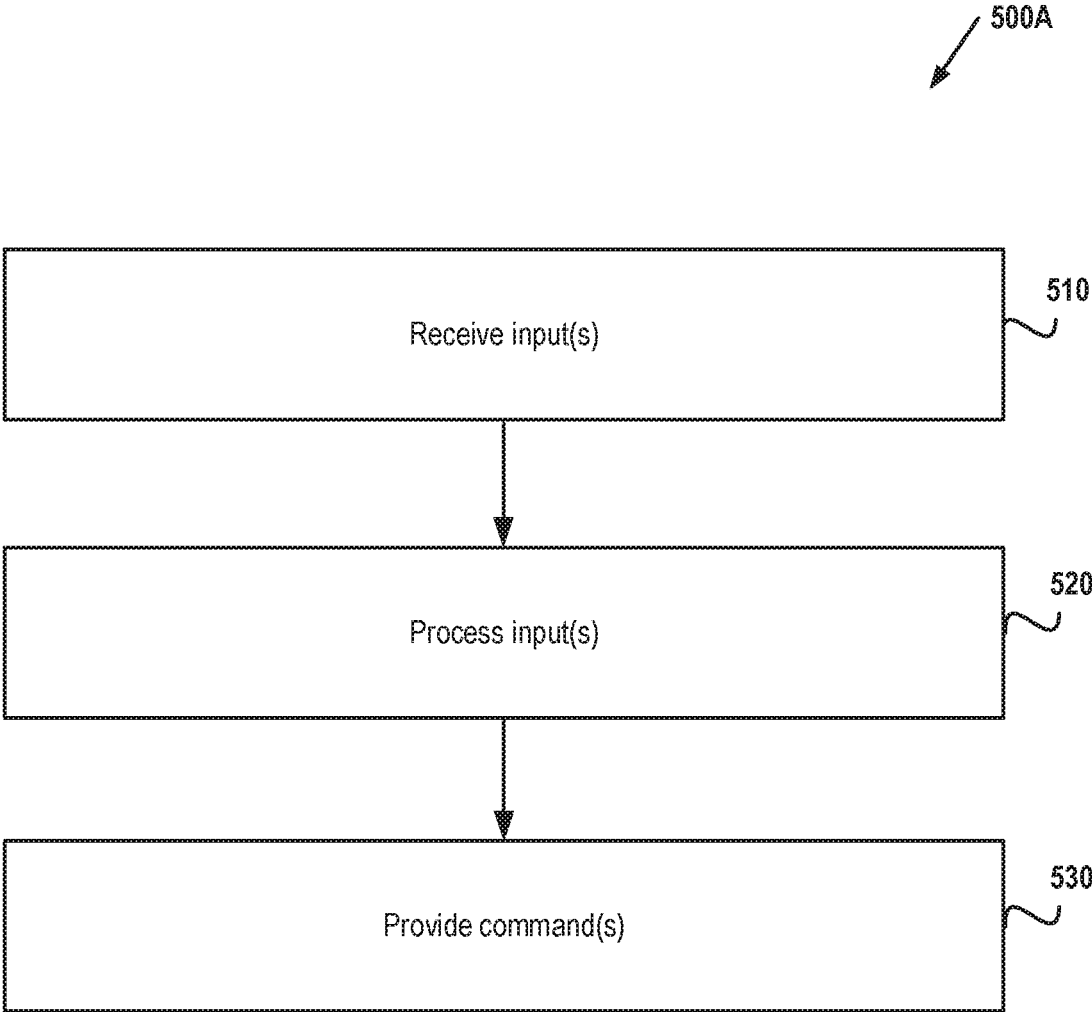 500A
Receive input(s)
510
Process input(s)
520
Provide command(s)
530